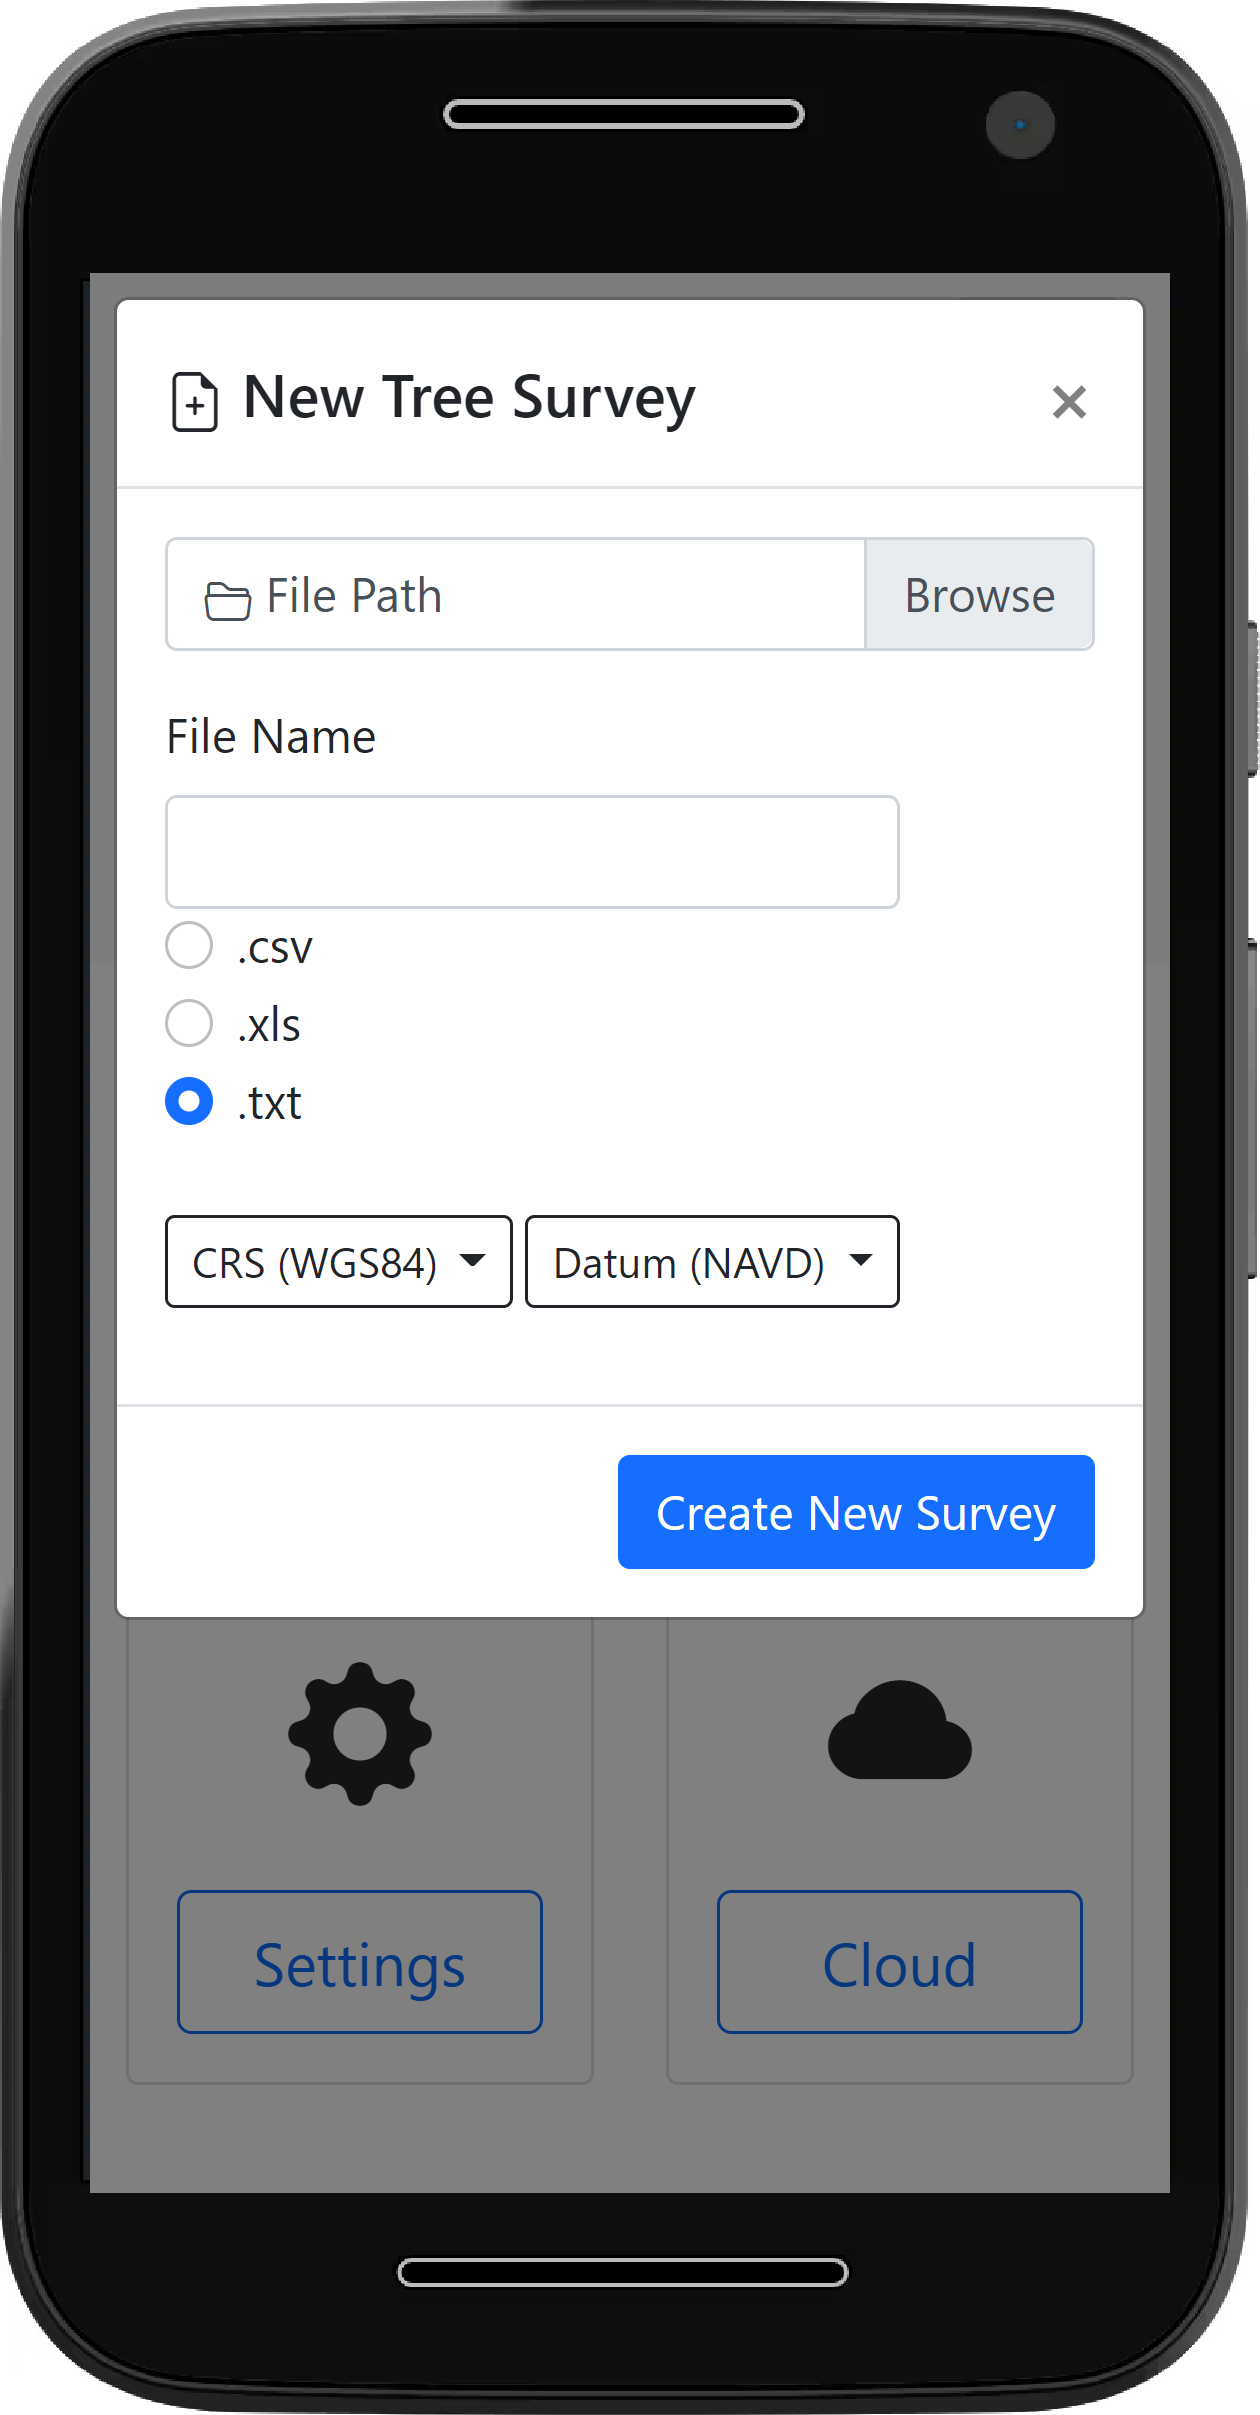 New Tree Survey
File Path Browse
File Name
.csv
.xls
.txt
CRS (WGS84) Datum (NAVD)
Create New Survey
Settings Cloud